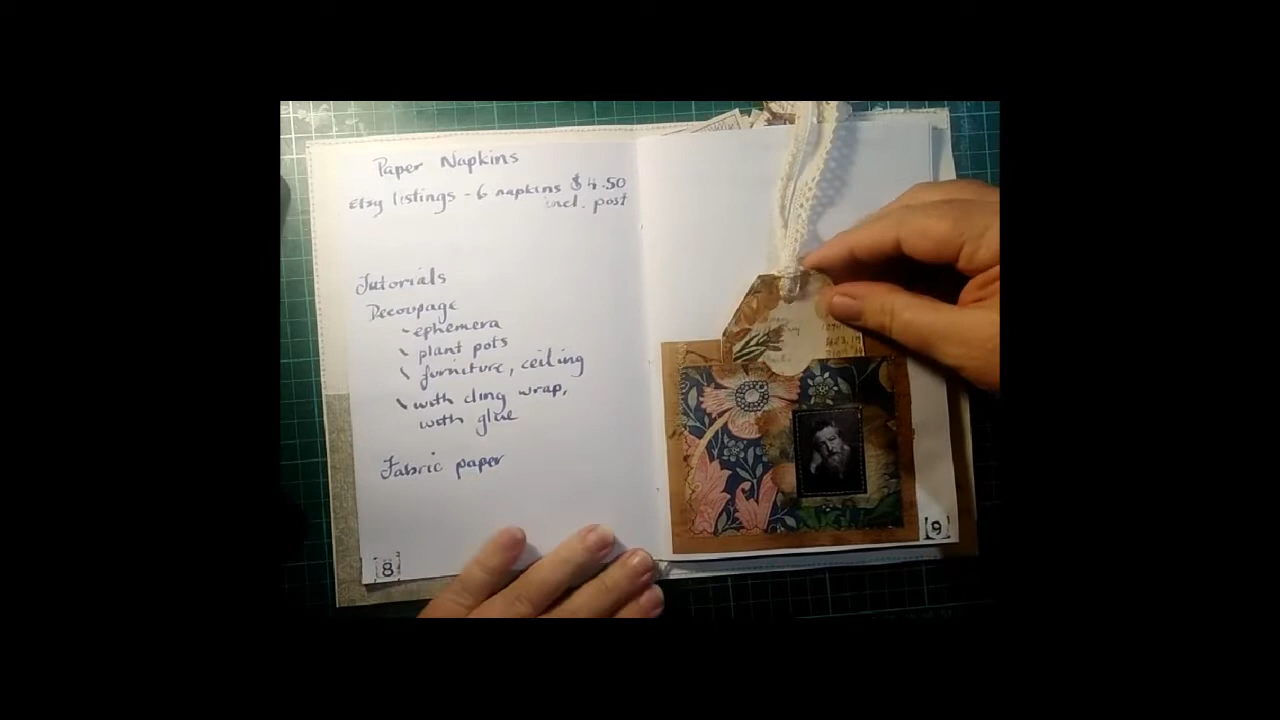 Paper Napkins
Etsy listings - 6 napkins $4.50
incl. post
Tutorials
Decoupage
- ephemera
\ plant pots
\ furniture, ceiling
\ with cling wrap,
with glue
Fabric paper
8
9